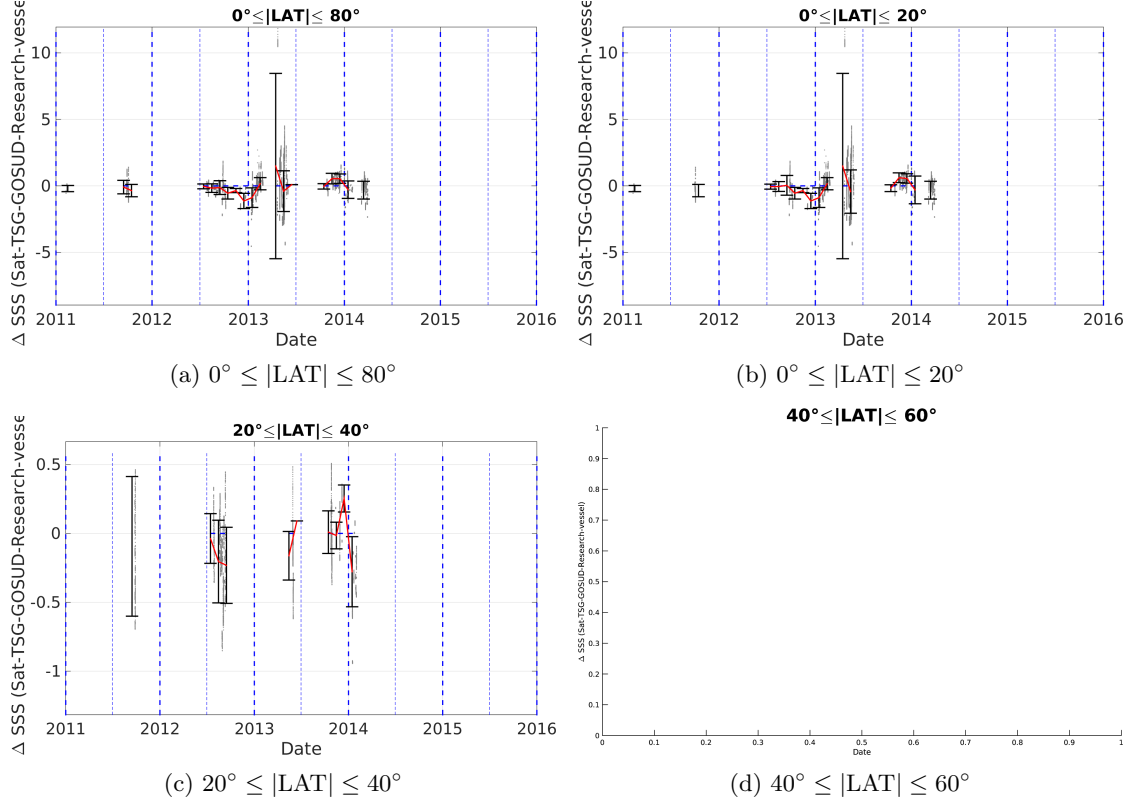 0°≤|LAT|≤ 80°
Δ SSS (Sat-TSG-GOSUD-Research-vesse
10
5
0
-5
2011 2012 2013 2014 2015 2016
Date
(a) 0° ≤ |LAT| ≤ 80°
0°≤|LAT|≤ 20°
Δ SSS (Sat-TSG-GOSUD-Research-vesse
10
5
0
-5
2011 2012 2013 2014 2015 2016
Date
(b) 0° ≤ |LAT| ≤ 20°
20°≤|LAT|≤ 40°
Δ SSS (Sat-TSG-GOSUD-Research-vesse
0.5
0
-0.5
-1
2011 2012 2013 2014 2015 2016
Date
(c) 20° ≤ |LAT| ≤ 40°
40°≤|LAT|≤ 60°
Δ SSS (Sat-TSG-GOSUD-Research-vessel)
1
0.9
0.8
0.7
0.6
0.5
0.4
0.3
0.2
0.1
0
0 0.1 0.2 0.3 0.4 0.5 0.6 0.7 0.8 0.9 1
Date
(d) 40° ≤ |LAT| ≤ 60°